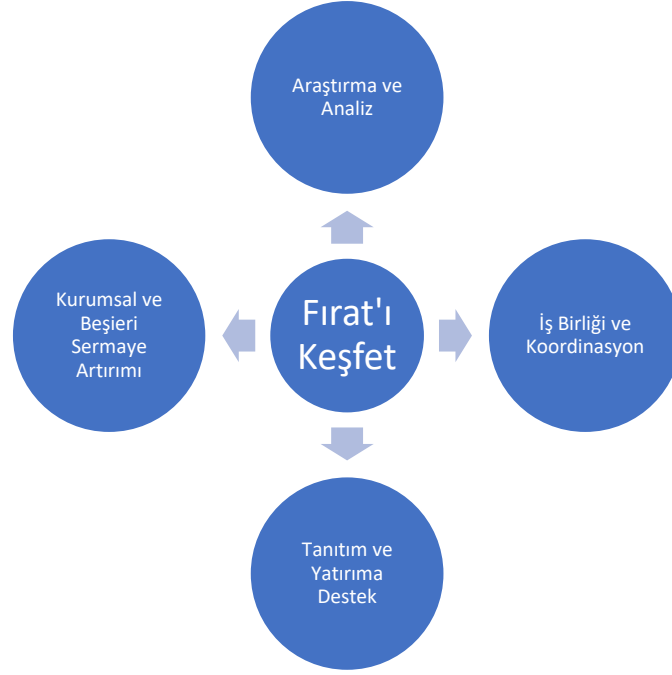 Araştırma ve
Analiz
Kurumsal ve
Beşieri
Sermaye
Artırımı
Fırat'ı
Keşfet
İş Birliği ve
Koordinasyon
Tanıtım ve
Yatırıma
Destek